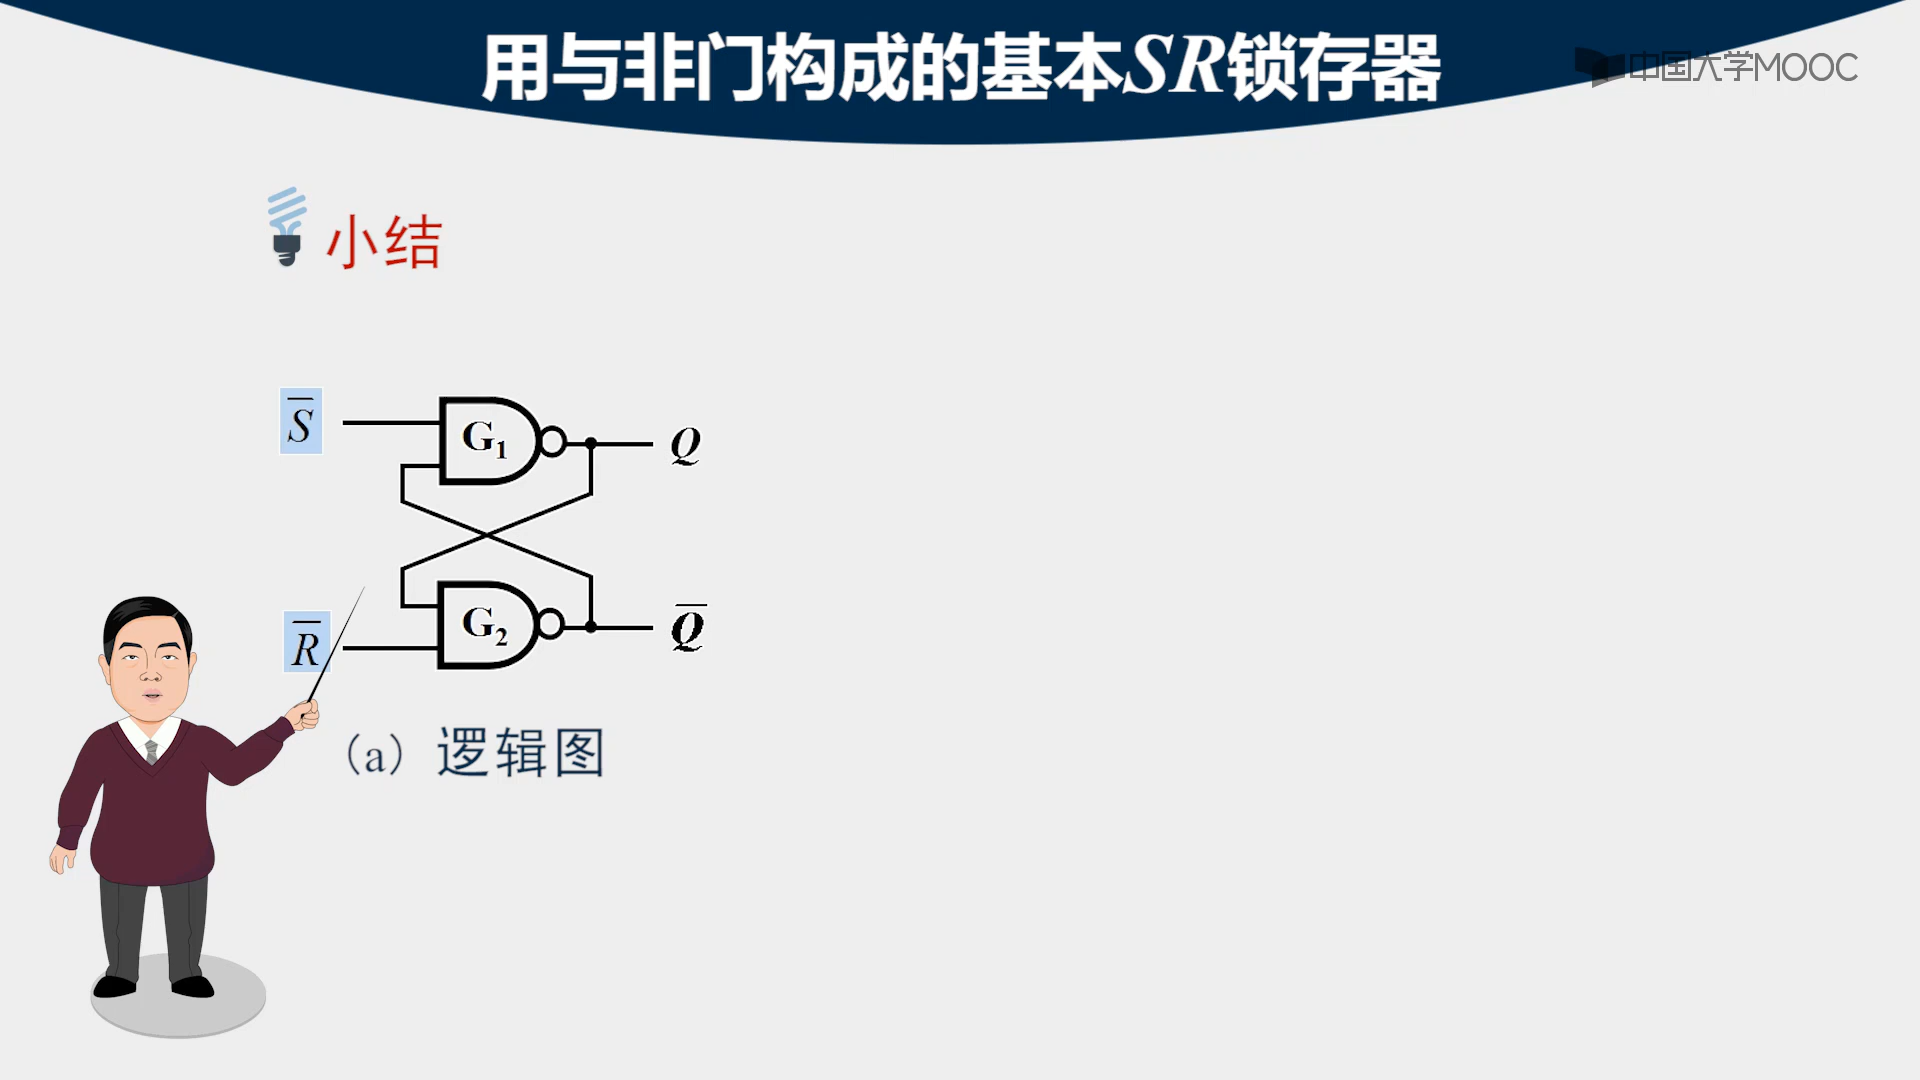 用与非门构成的基本SR锁存器
中国大学MOOC
小结
S̅
G₁
Q
R̅
G₂
Q̅
(a) 逻辑图